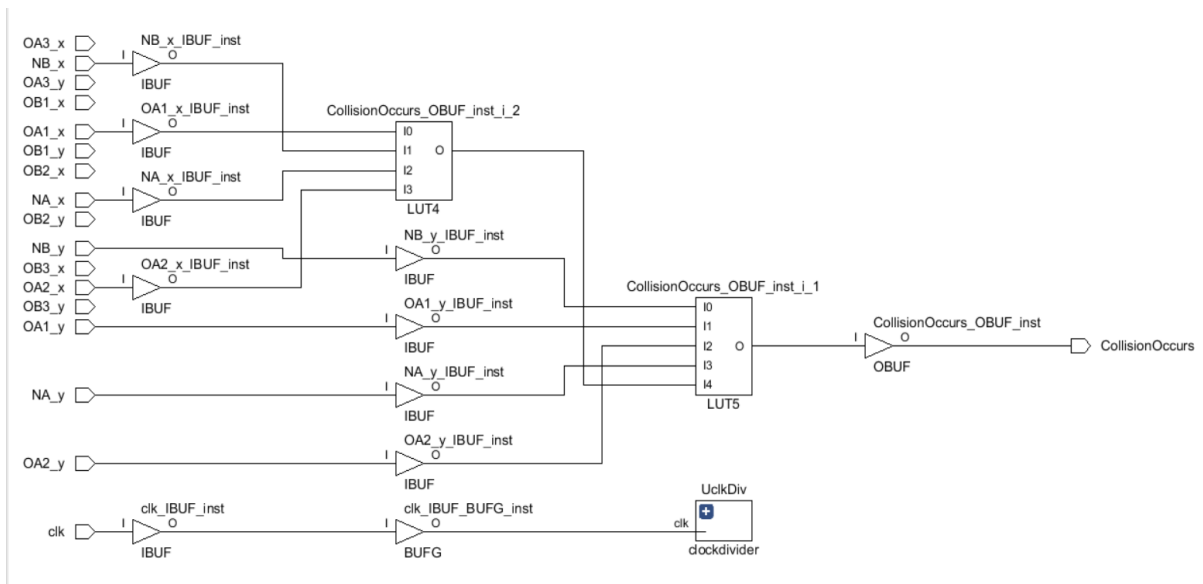 OA3_x
NB_x
OA3_y
OB1_x
OA1_x
OB1_y
OB2_x
NA_x
OB2_y
NB_y
OB3_x
OA2_x
OB3_y
OA1_y
NA_y
OA2_y
clk
NB_x_IBUF_inst
I O
IBUF
OA1_x_IBUF_inst
I O
IBUF
NA_x_IBUF_inst
I O
IBUF
OA2_x_IBUF_inst
I O
IBUF
clk_IBUF_inst
I O
IBUF
CollisionOccurs_OBUF_inst_i_2
I0
I1 O
I2
I3
LUT4
NB_y_IBUF_inst
I O
IBUF
OA1_y_IBUF_inst
I O
IBUF
NA_y_IBUF_inst
I O
IBUF
OA2_y_IBUF_inst
I O
IBUF
clk_IBUF_BUFG_inst
I O
BUFG
CollisionOccurs_OBUF_inst_i_1
I0
I1
I2 O
I3
I4
LUT5
UclkDiv
clk
clockdivider
CollisionOccurs_OBUF_inst
I O
OBUF
CollisionOccurs